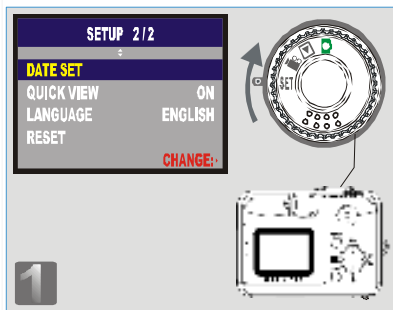 SETUP 2/2
DATE SET
QUICK VIEW ON
LANGUAGE ENGLISH
RESET
CHANGE:
SET
1